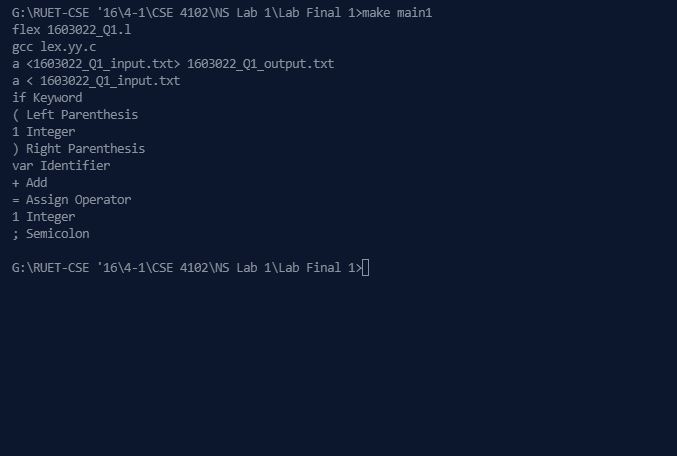 G:\RUET-CSE '16\4-1\CSE 4102\NS Lab 1\Lab Final 1>make main1
flex 1603022_Q1.l
gcc lex.yy.c
a <1603022_Q1_input.txt> 1603022_Q1_output.txt
a < 1603022_Q1_input.txt
if Keyword
( Left Parenthesis
1 Integer
) Right Parenthesis
var Identifier
+ Add
= Assign Operator
1 Integer
; Semicolon
G:\RUET-CSE '16\4-1\CSE 4102\NS Lab 1\Lab Final 1>